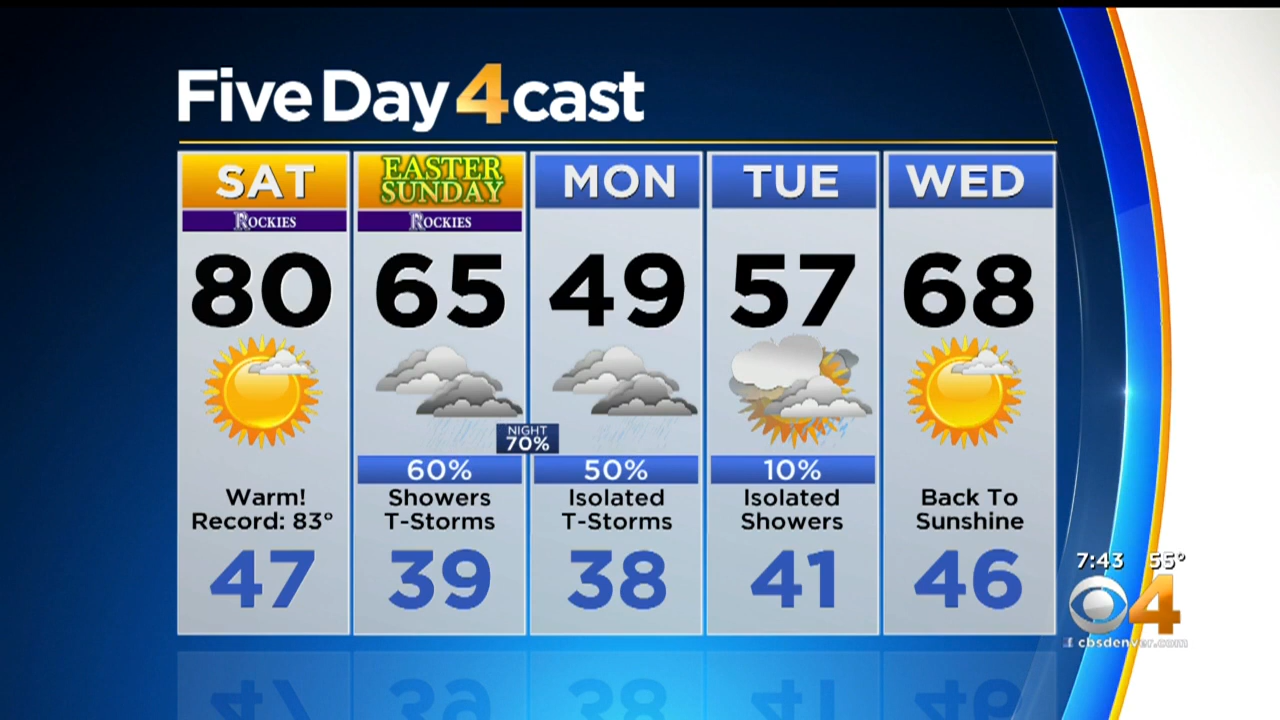 Five Day 4cast
SAT
ROCKIES
80
Warm!
Record: 83°
47
EASTER
SUNDAY
ROCKIES
65
NIGHT
70%
60%
Showers
T-Storms
39
MON
49
50%
Isolated
T-Storms
38
TUE
57
10%
Isolated
Showers
41
WED
68
Back To
Sunshine
46
7:43 55°
4
cbsdenver.com